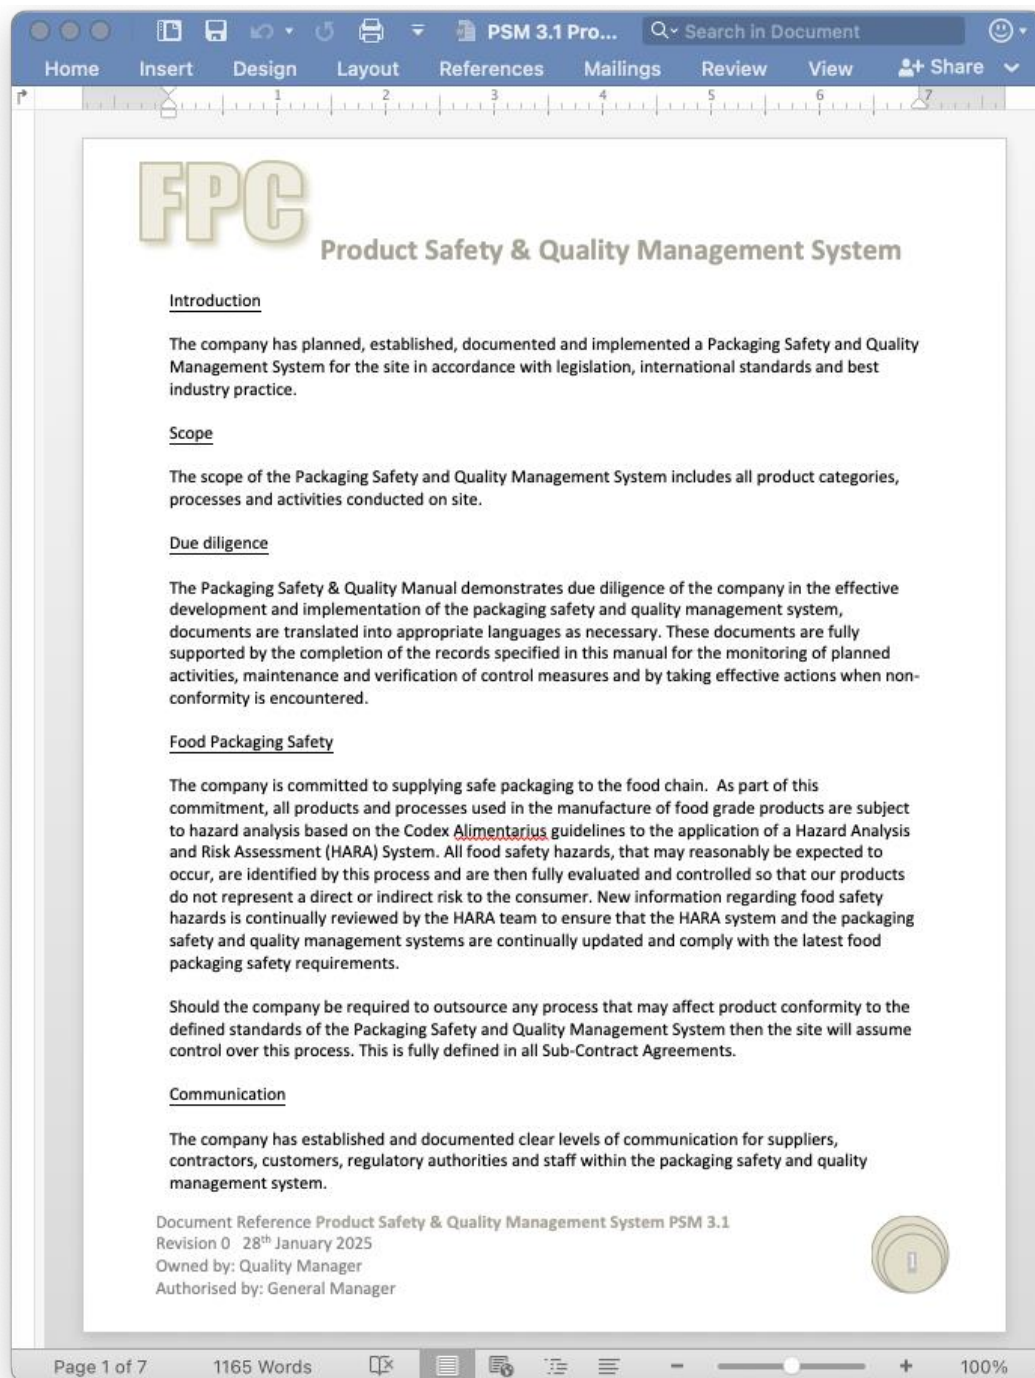 PSM 3.1 Pro...
Search in Document
Home Insert Design Layout References Mailings Review View Share
1 2 3 4 5 6 7
FPC
Product Safety & Quality Management System
Introduction
The company has planned, established, documented and implemented a Packaging Safety and Quality
Management System for the site in accordance with legislation, international standards and best
industry practice.
Scope
The scope of the Packaging Safety and Quality Management System includes all product categories,
processes and activities conducted on site.
Due diligence
The Packaging Safety & Quality Manual demonstrates due diligence of the company in the effective
development and implementation of the packaging safety and quality management system,
documents are translated into appropriate languages as necessary. These documents are fully
supported by the completion of the records specified in this manual for the monitoring of planned
activities, maintenance and verification of control measures and by taking effective actions when non-
conformity is encountered.
Food Packaging Safety
The company is committed to supplying safe packaging to the food chain.  As part of this
commitment, all products and processes used in the manufacture of food grade products are subject
to hazard analysis based on the Codex Alimentarius guidelines to the application of a Hazard Analysis
and Risk Assessment (HARA) System. All food safety hazards, that may reasonably be expected to
occur, are identified by this process and are then fully evaluated and controlled so that our products
do not represent a direct or indirect risk to the consumer. New information regarding food safety
hazards is continually reviewed by the HARA team to ensure that the HARA system and the packaging
safety and quality management systems are continually updated and comply with the latest food
packaging safety requirements.
Should the company be required to outsource any process that may affect product conformity to the
defined standards of the Packaging Safety and Quality Management System then the site will assume
control over this process. This is fully defined in all Sub-Contract Agreements.
Communication
The company has established and documented clear levels of communication for suppliers,
contractors, customers, regulatory authorities and staff within the packaging safety and quality
management system.
Document Reference Product Safety & Quality Management System PSM 3.1
Revision 0   28th January 2025
Owned by: Quality Manager
Authorised by: General Manager
1
Page 1 of 7 1165 Words 100%